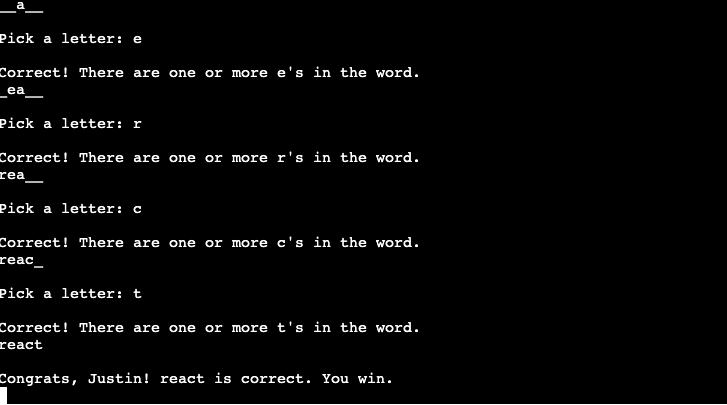 __a__
Pick a letter: e
Correct! There are one or more e's in the word.
_ea__
Pick a letter: r
Correct! There are one or more r's in the word.
rea__
Pick a letter: c
Correct! There are one or more c's in the word.
reac_
Pick a letter: t
Correct! There are one or more t's in the word.
react
Congrats, Justin! react is correct. You win.